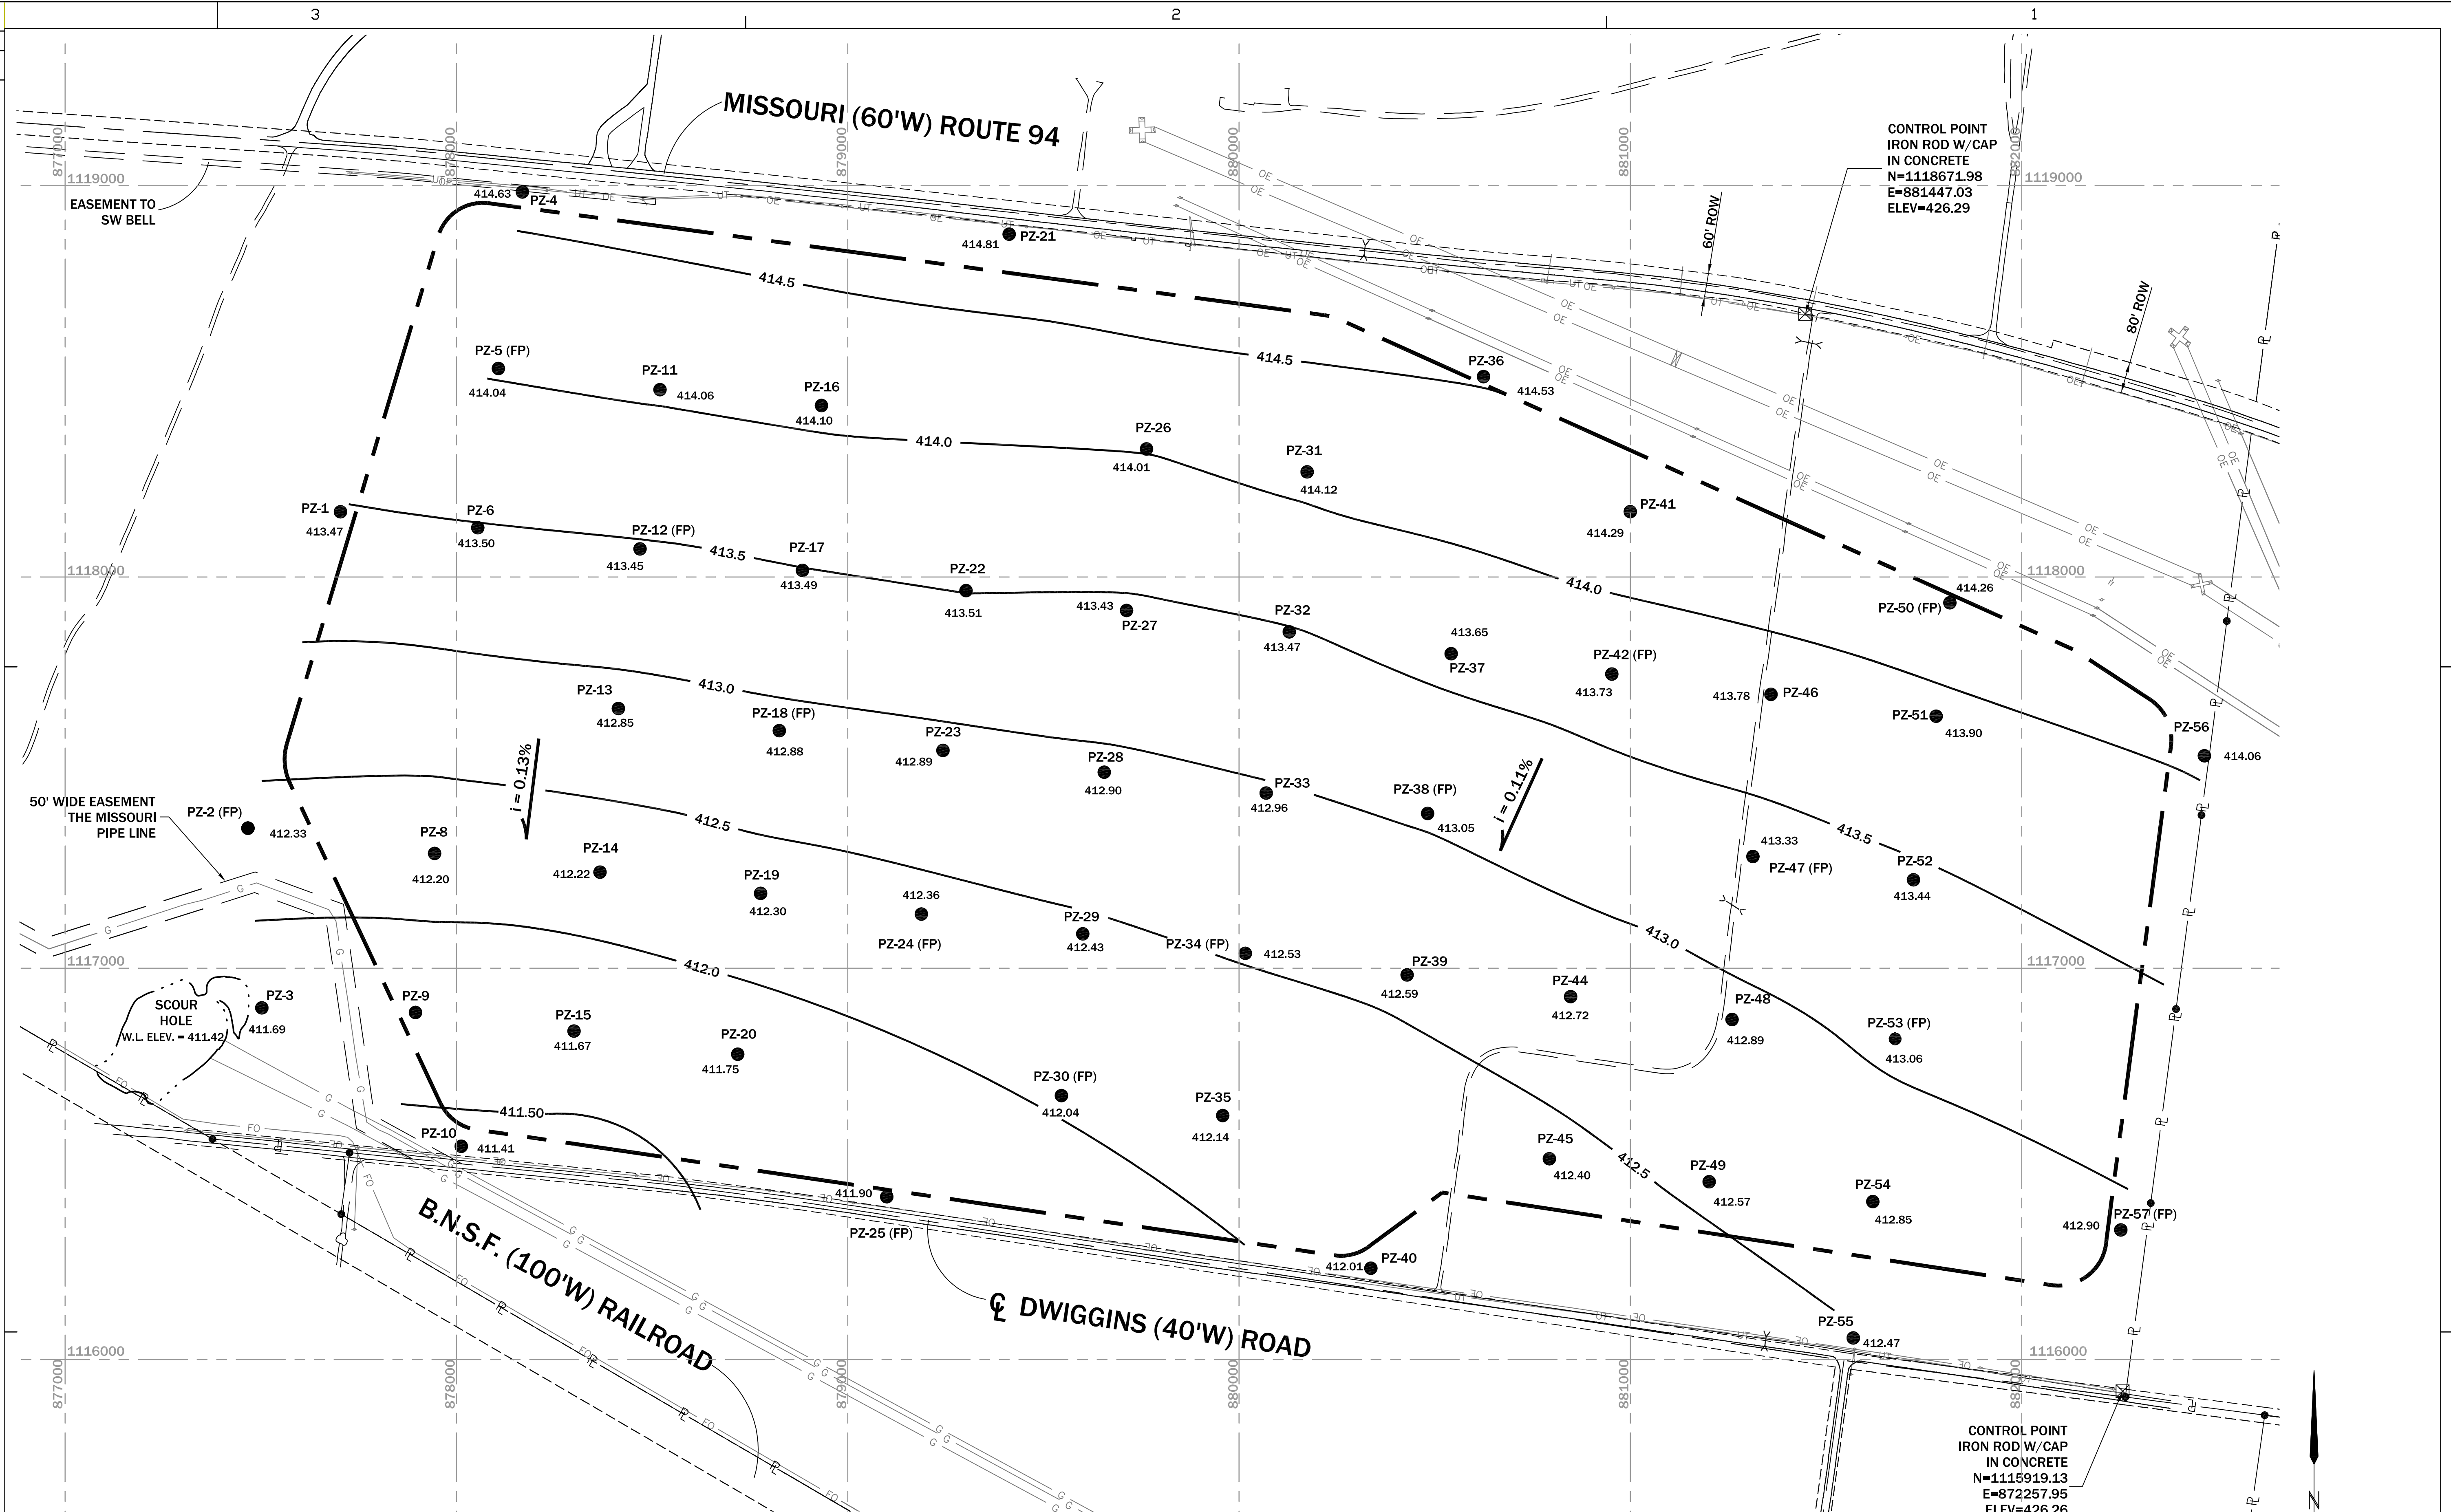 3
2
1
MISSOURI (60'W) ROUTE 94
CONTROL POINT
IRON ROD W/CAP
IN CONCRETE
N=1118671.98
E=881447.03
ELEV=426.29
877000
878000
879000
880000
881000
882000
1119000
1119000
EASEMENT TO
SW BELL
414.63
PZ-4
414.81
PZ-21
60' ROW
80' ROW
414.5
414.5
PZ-5 (FP)
414.04
PZ-11
414.06
PZ-16
414.10
PZ-36
414.53
414.0
PZ-26
414.01
PZ-31
414.12
PZ-41
414.29
PZ-1
413.47
PZ-6
413.50
PZ-12 (FP)
413.45
413.5
PZ-17
413.49
PZ-22
413.51
413.43
PZ-27
PZ-32
413.47
1118000
1118000
414.0
414.26
PZ-50 (FP)
413.65
PZ-37
PZ-42 (FP)
413.73
413.78
PZ-46
PZ-51
413.90
PZ-56
414.06
413.0
PZ-13
412.85
PZ-18 (FP)
412.88
PZ-23
412.89
PZ-28
412.90
PZ-33
412.96
PZ-38 (FP)
413.05
i = 0.13%
i = 0.11%
50' WIDE EASEMENT
THE MISSOURI
PIPE LINE
PZ-2 (FP)
412.33
PZ-8
412.20
412.5
413.5
PZ-14
412.22
PZ-19
412.30
412.36
PZ-24 (FP)
PZ-29
412.43
PZ-34 (FP)
412.53
413.33
PZ-47 (FP)
PZ-52
413.44
413.0
412.0
1117000
1117000
PZ-39
412.59
PZ-44
412.72
PZ-48
412.89
PZ-53 (FP)
413.06
SCOUR
HOLE
W.L. ELEV. = 411.42
PZ-3
411.69
PZ-9
PZ-15
411.67
PZ-20
411.75
PZ-30 (FP)
412.04
PZ-35
412.14
411.50
PZ-10
411.41
PZ-45
412.40
412.5
PZ-49
412.57
PZ-54
412.85
412.90
PZ-57 (FP)
411.90
PZ-25 (FP)
412.01
PZ-40
B.N.S.F. (100'W) RAILROAD
CL DWIGGINS (40'W) ROAD
PZ-55
412.47
1116000
1116000
877000
878000
879000
880000
881000
882000
CONTROL POINT
IRON ROD W/CAP
IN CONCRETE
N=1115919.13
E=872257.95
ELEV=426.26
N